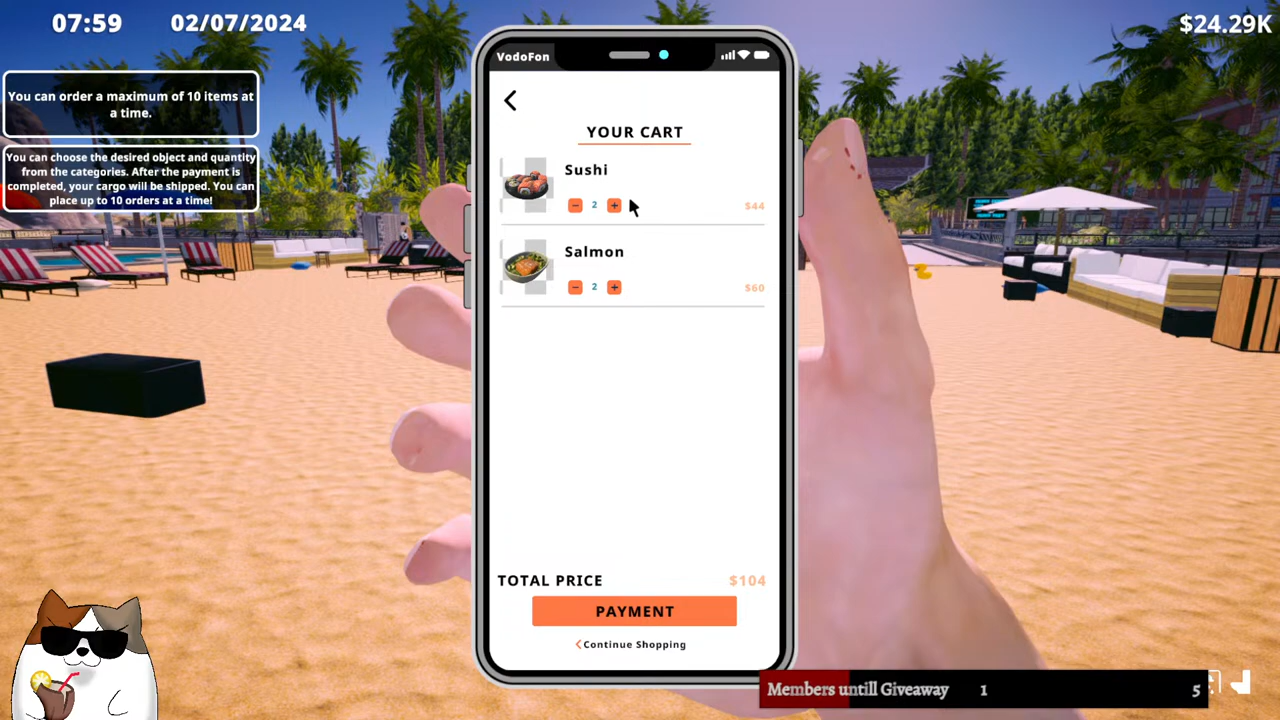 07:59
02/07/2024
$24.29K
You can order a maximum of 10 items at
a time.
You can choose the desired object and quantity
from the categories. After the payment is
completed, your cargo will be shipped. You can
place up to 10 orders at a time!
VodoFon
YOUR CART
Sushi
2
$44
Salmon
2
$60
TOTAL PRICE
$104
PAYMENT
Continue Shopping
Members untill Giveaway
1
5